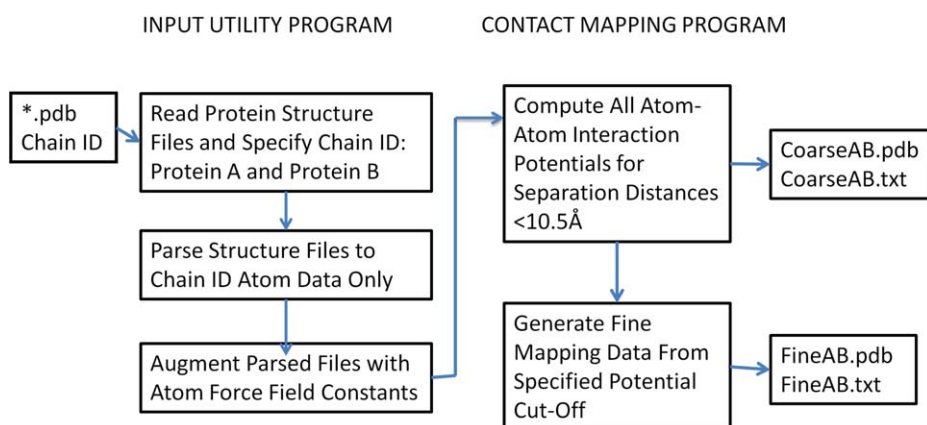 INPUT UTILITY PROGRAM
CONTACT MAPPING PROGRAM
*.pdb
Chain ID
Read Protein Structure
Files and Specify Chain ID:
Protein A and Protein B
Parse Structure Files to
Chain ID Atom Data Only
Augment Parsed Files with
Atom Force Field Constants
Compute All Atom-
Atom Interaction
Potentials for
Separation Distances
<10.5Å
CoarseAB.pdb
CoarseAB.txt
Generate Fine
Mapping Data From
Specified Potential
Cut-Off
FineAB.pdb
FineAB.txt